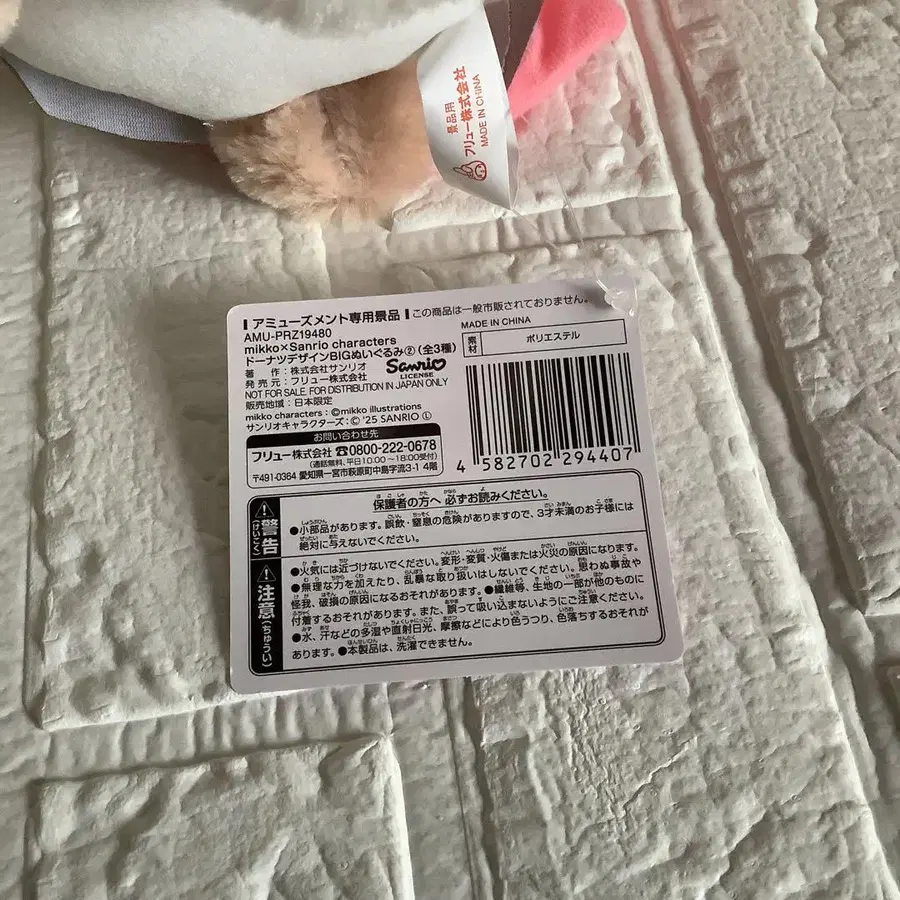 景品用
フリュー株式会社
MADE IN CHINA
アミューズメント専用景品 この商品は一般市販されておりません。
AMU-PRZ19480
mikko×Sanrio characters
ドーナツデザインBIGぬいぐるみ②(全3種)
著 作:株式会社サンリオ
発売元:フリュー株式会社
Sanrio
LICENSE
NOT FOR SALE. FOR DISTRIBUTION IN JAPAN ONLY
販売地域:日本限定
mikko characters:©mikko illustrations
サンリオキャラクターズ:©'25 SANRIO Ⓛ
お問い合わせ先
フリュー株式会社 ☎0800-222-0678
(通話無料、平日10:00~18:00受付)
〒491-0364 愛知県一宮市萩原町中島字流3-1 4階
MADE IN CHINA
素材 ポリエステル
4 582702 294407
保護者の方へ 必ずお読みください。
警告(けいこく)
●小部品があります。誤飲・窒息の危険がありますので、3才未満のお子様には
絶対に与えないでください。
注意(ちゅうい)
●火気には近づけないでください。変形・変質・火傷または火災の原因になります。
●無理な力を加えたり、乱暴な取り扱いはしないでください。思わぬ事故や
怪我、破損の原因になるおそれがあります。●繊維等、生地の一部が他のものに
付着するおそれがあります。また、誤って吸い込まないようにご注意ください。
●水、汗などの多湿や直射日光、摩擦などにより色うつり、色落ちするおそれが
あります。●本製品は、洗濯できません。